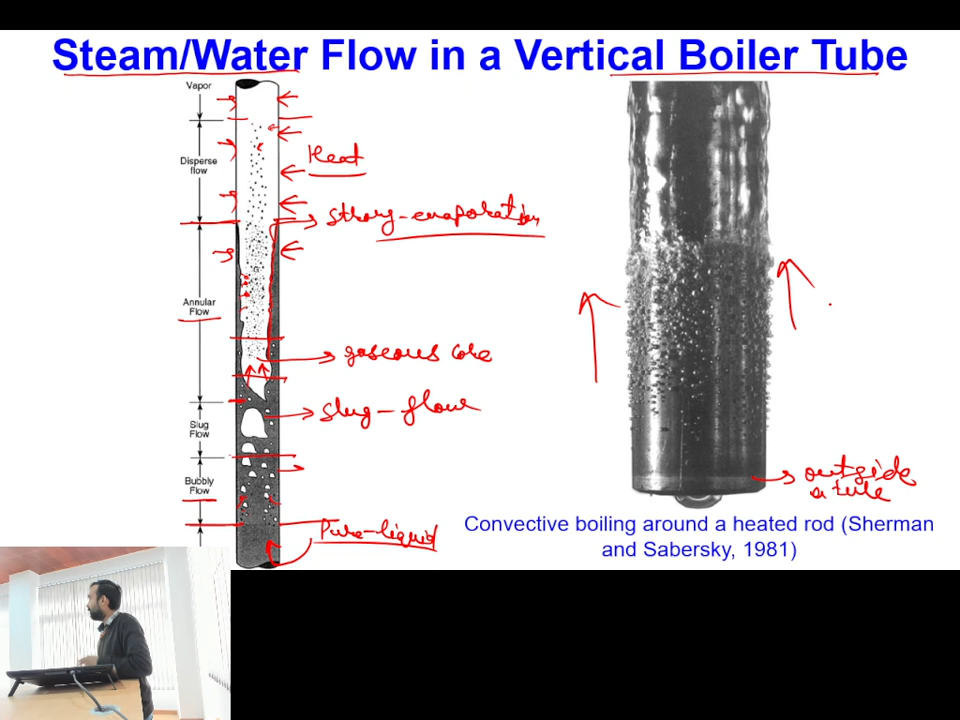 Steam/Water Flow in a Vertical Boiler Tube
Vapor
Disperse
flow
Heat
strong-evaporation
Annular
Flow
gaseous core
slug-flow
Slug
Flow
Bubbly
Flow
Pure-liquid
outside
a tube
Convective boiling around a heated rod (Sherman
and Sabersky, 1981)